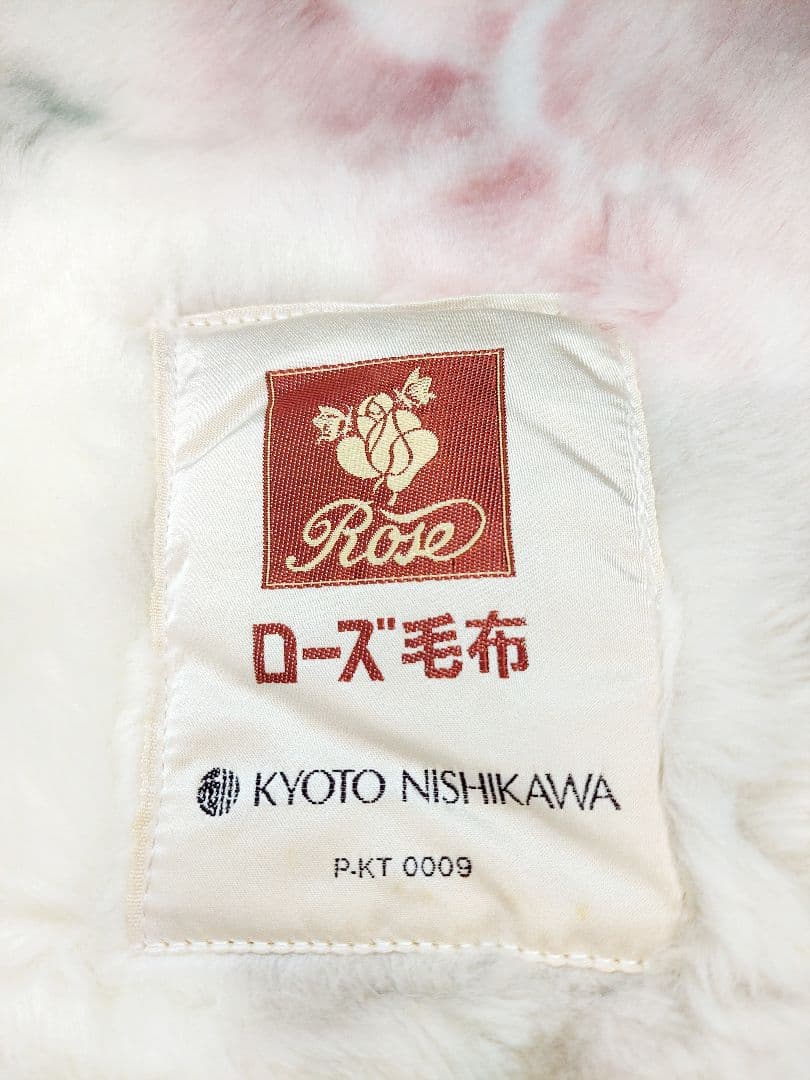 Rose
ローズ毛布
KYOTO NISHIKAWA
P-KT 0009